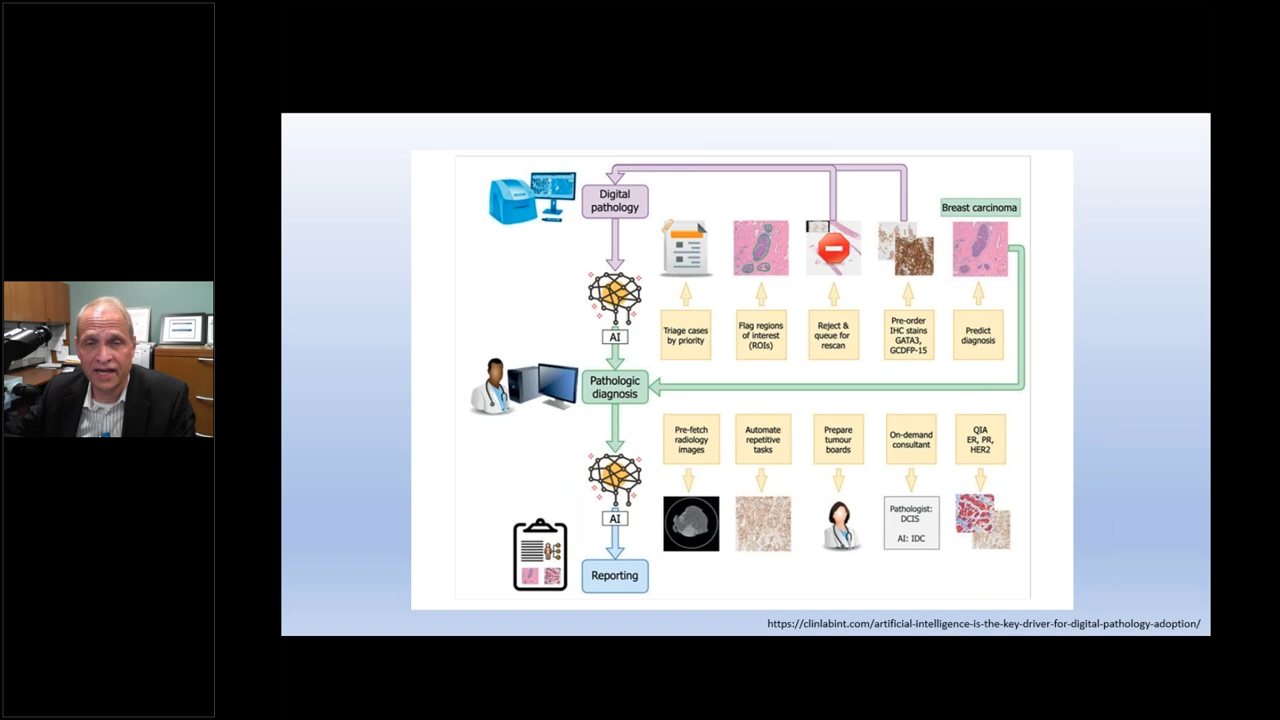 Digital
pathology
Breast carcinoma
Triage cases
by priority
Flag regions
of interest
(ROIs)
Reject &
queue for
rescan
Pre-order
IHC stains
GATA3,
GCDFP-15
Predict
diagnosis
AI
Pathologic
diagnosis
Pre-fetch
radiology
images
Automate
repetitive
tasks
Prepare
tumour
boards
On-demand
consultant
QIA
ER, PR,
HER2
Pathologist:
DCIS
AI: IDC
AI
Reporting
https://clinlabint.com/artificial-intelligence-is-the-key-driver-for-digital-pathology-adoption/